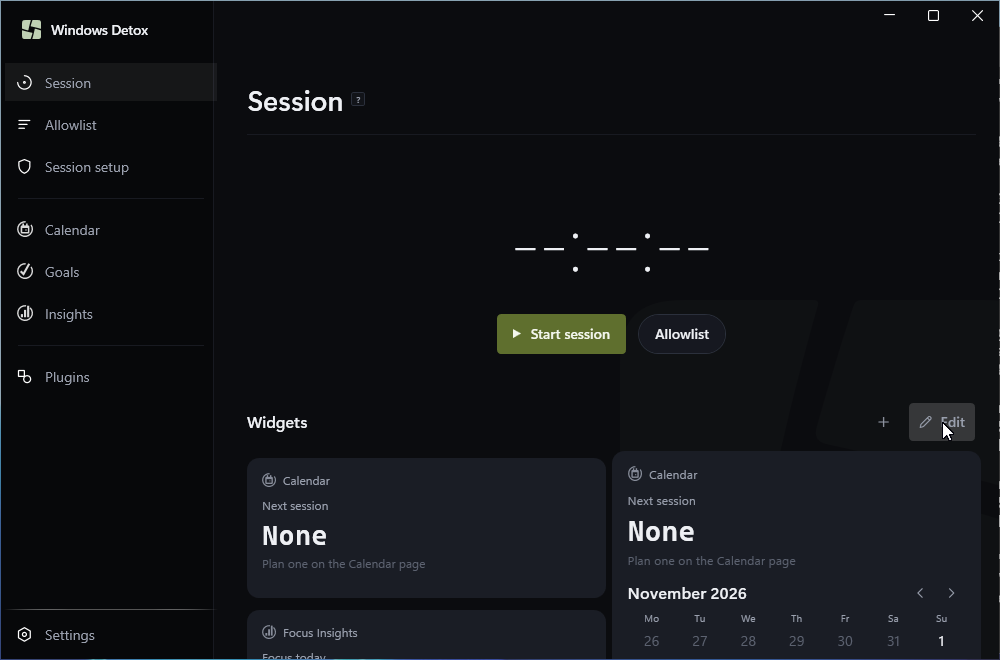 Windows Detox
Session
Allowlist
Session setup
Calendar
Goals
Insights
Plugins
Settings
Session ?
--:--:--
Start session
Allowlist
Widgets
+ Edit
Calendar
Next session
None
Plan one on the Calendar page
Focus Insights
Focus today
Calendar
Next session
None
Plan one on the Calendar page
November 2026
Mo Tu We Th Fr Sa Su
26 27 28 29 30 31 1